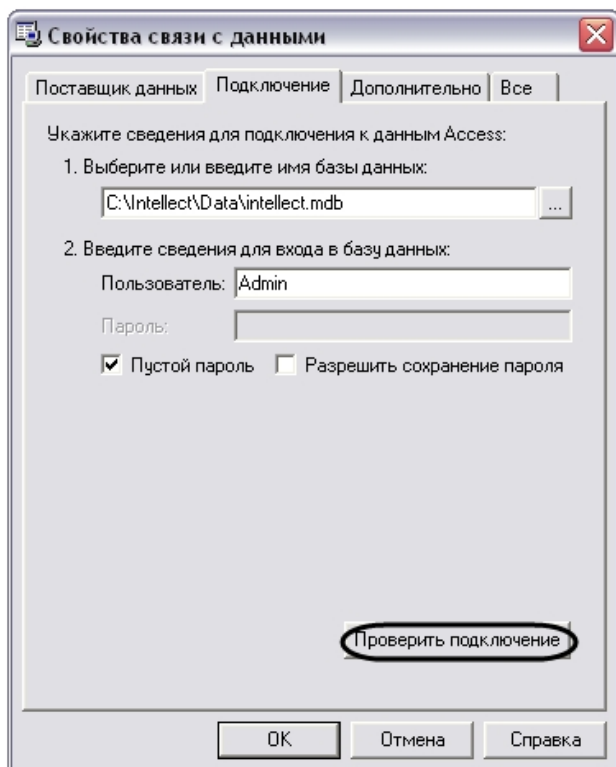 Свойства связи с данными
Поставщик данных Подключение Дополнительно Все
Укажите сведения для подключения к данным Access:
1. Выберите или введите имя базы данных:
C:\Intellect\Data\intellect.mdb ...
2. Введите сведения для входа в базу данных:
Пользователь: Admin
Пароль:
Пустой пароль Разрешить сохранение пароля
Проверить подключение
OK Отмена Справка